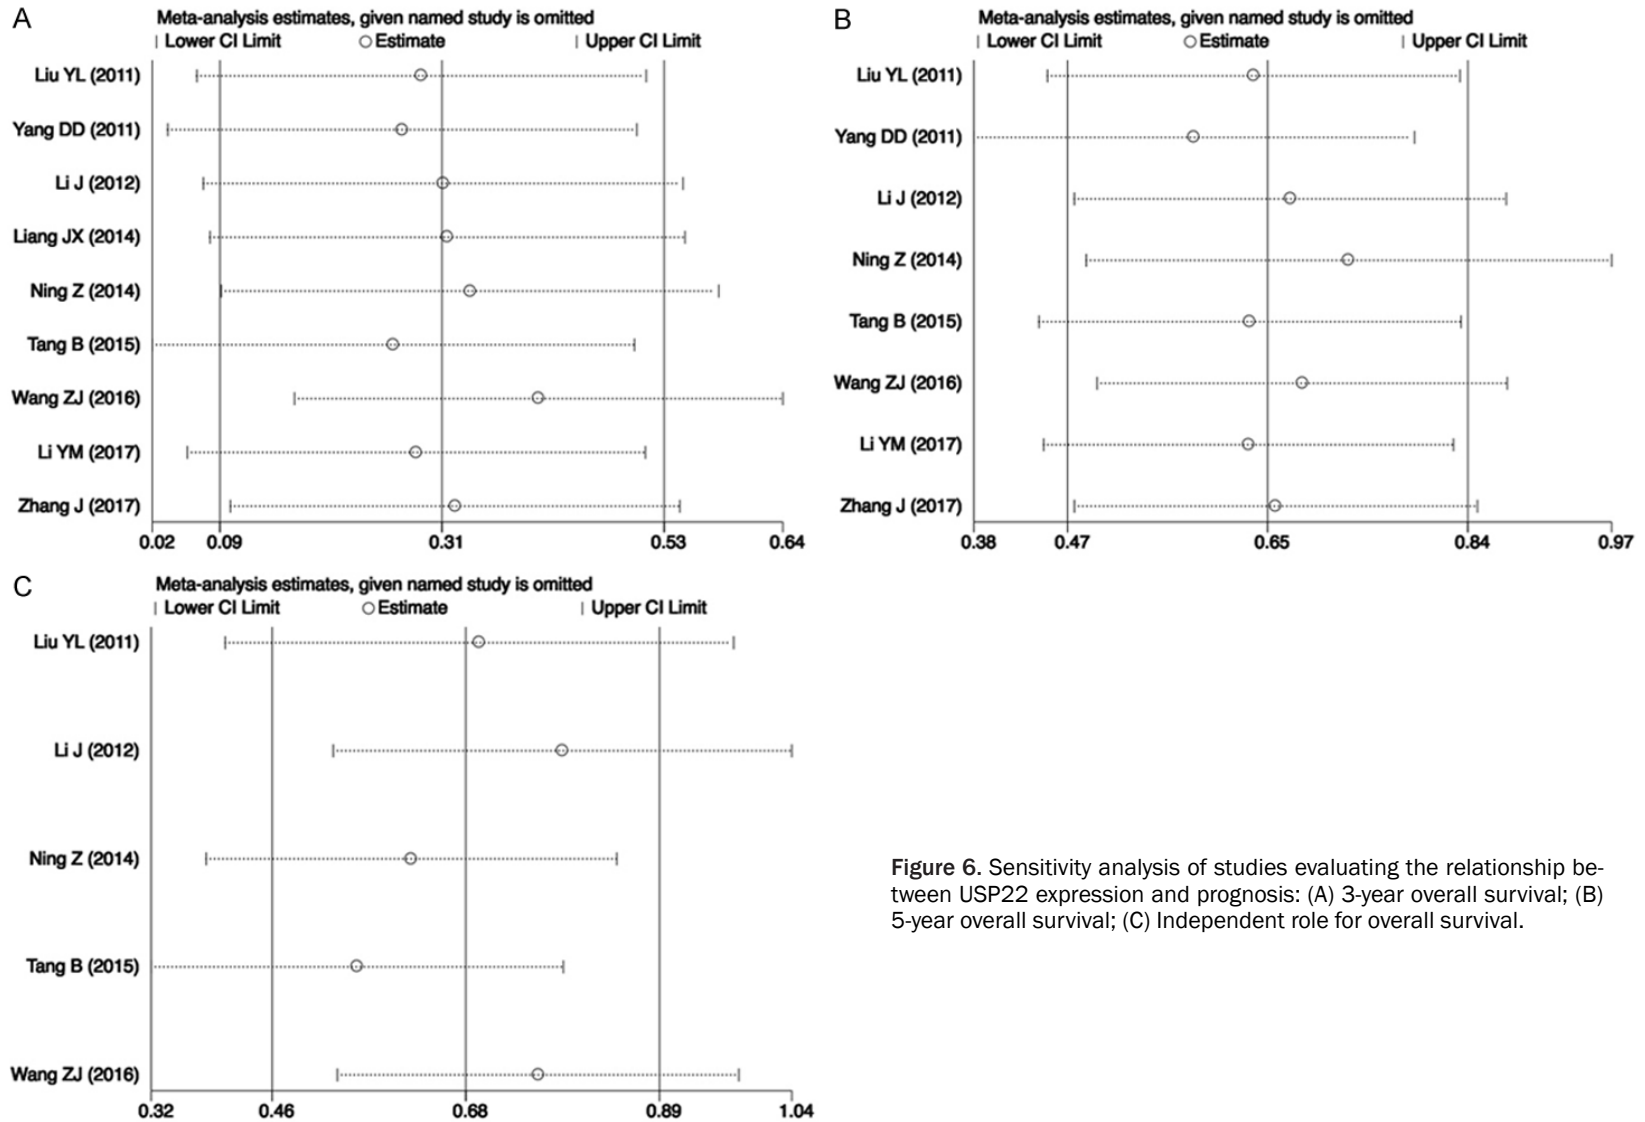 A
Meta-analysis estimates, given named study is omitted
| Lower CI Limit ○ Estimate | Upper CI Limit
Liu YL (2011)
Yang DD (2011)
Li J (2012)
Liang JX (2014)
Ning Z (2014)
Tang B (2015)
Wang ZJ (2016)
Li YM (2017)
Zhang J (2017)
0.02 0.09 0.31 0.53 0.64
B
Meta-analysis estimates, given named study is omitted
| Lower CI Limit ○ Estimate | Upper CI Limit
Liu YL (2011)
Yang DD (2011)
Li J (2012)
Ning Z (2014)
Tang B (2015)
Wang ZJ (2016)
Li YM (2017)
Zhang J (2017)
0.38 0.47 0.65 0.84 0.97
C
Meta-analysis estimates, given named study is omitted
| Lower CI Limit ○ Estimate | Upper CI Limit
Liu YL (2011)
Li J (2012)
Ning Z (2014)
Tang B (2015)
Wang ZJ (2016)
0.32 0.46 0.68 0.89 1.04
Figure 6. Sensitivity analysis of studies evaluating the relationship be-
tween USP22 expression and prognosis: (A) 3-year overall survival; (B)
5-year overall survival; (C) Independent role for overall survival.